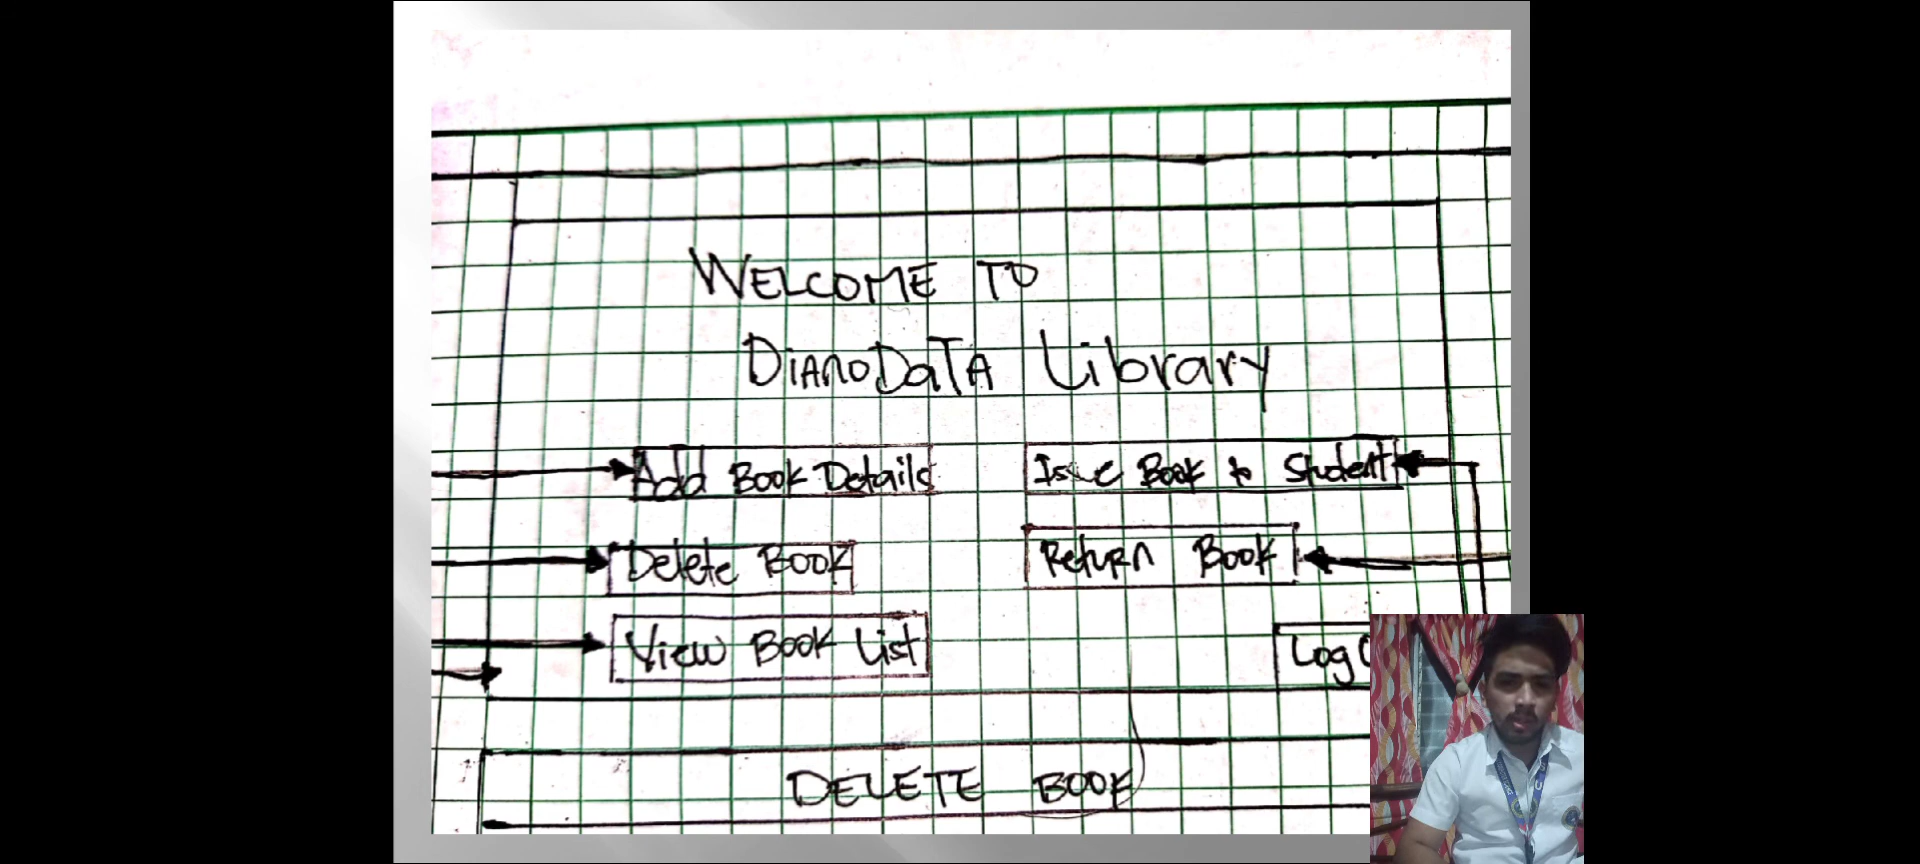 WELCOME TO
DIANODATA Library
Add Book Details
Issue Book to Student
Delete Book
Return Book
View Book List
Log
DELETE BOOK